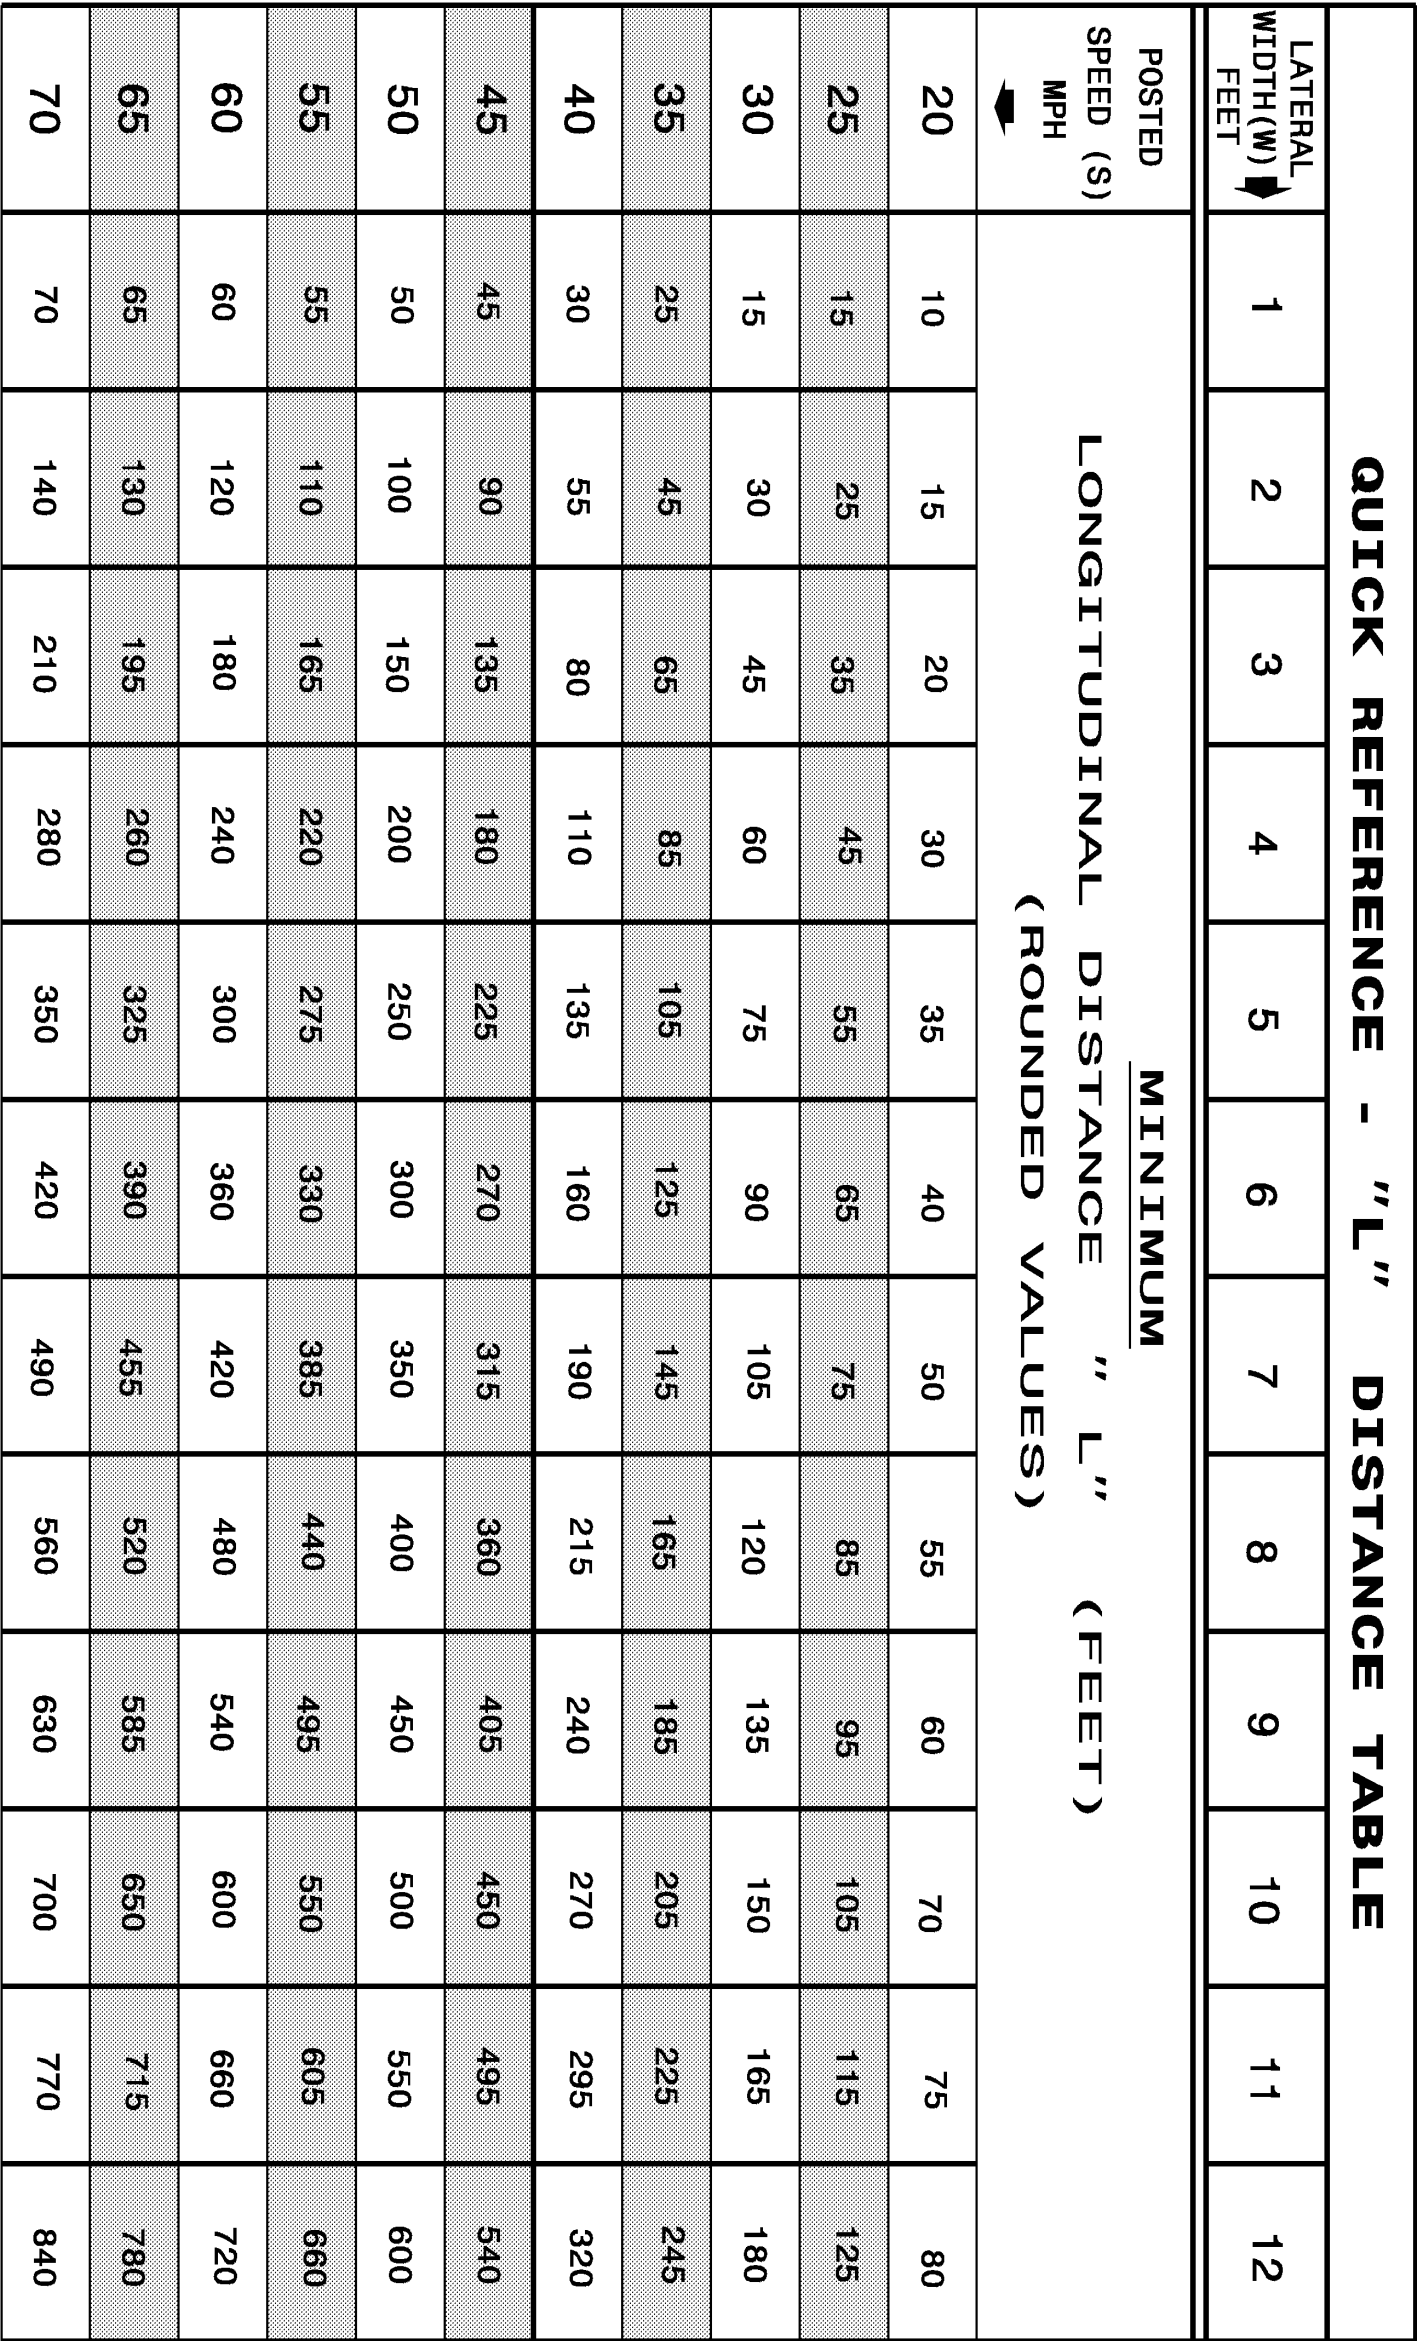 QUICK REFERENCE - "L" DISTANCE TABLE
LATERAL
WIDTH(W)
FEET
1 2 3 4 5 6 7 8 9 10 11 12
POSTED
SPEED (S)
MPH
MINIMUM
LONGITUDINAL DISTANCE " L" (FEET)
(ROUNDED VALUES)
20 10 15 20 30 35 40 50 55 60 70 75 80
25 15 25 35 45 55 65 75 85 95 105 115 125
30 15 30 45 60 75 90 105 120 135 150 165 180
35 25 45 65 85 105 125 145 165 185 205 225 245
40 30 55 80 110 135 160 190 215 240 270 295 320
45 45 90 135 180 225 270 315 360 405 450 495 540
50 50 100 150 200 250 300 350 400 450 500 550 600
55 55 110 165 220 275 330 385 440 495 550 605 660
60 60 120 180 240 300 360 420 480 540 600 660 720
65 65 130 195 260 325 390 455 520 585 650 715 780
70 70 140 210 280 350 420 490 560 630 700 770 840